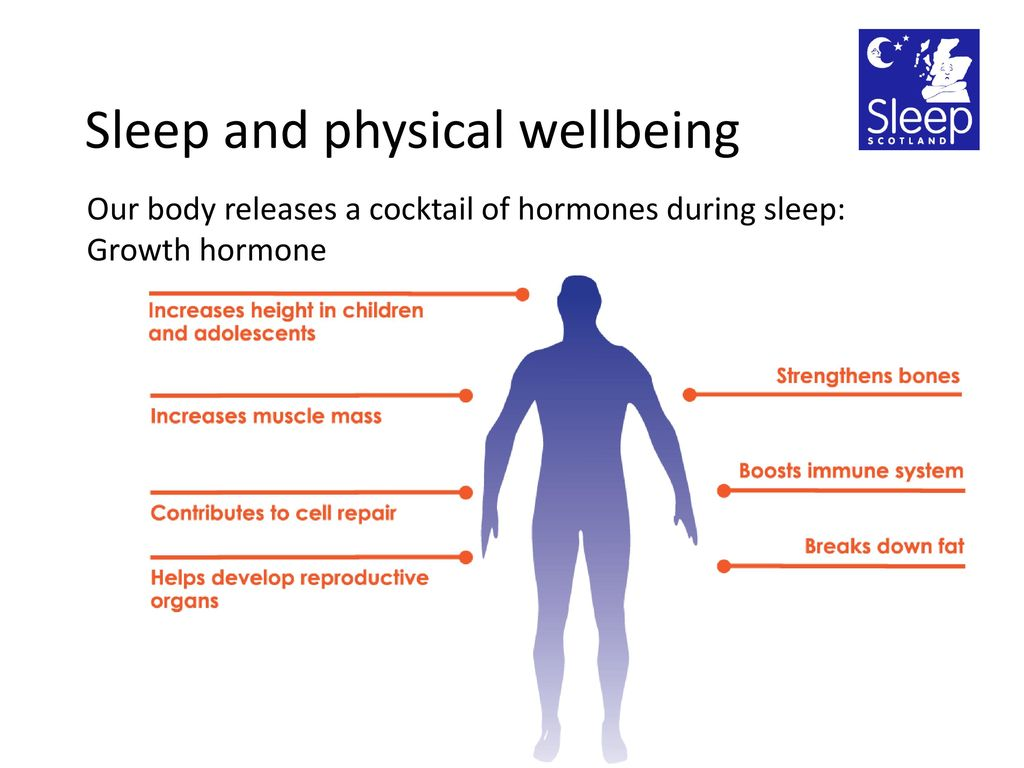 Sleep
SCOTLAND
Sleep and physical wellbeing
Our body releases a cocktail of hormones during sleep:
Growth hormone
Increases height in children
and adolescents
Strengthens bones
Increases muscle mass
Boosts immune system
Contributes to cell repair
Breaks down fat
Helps develop reproductive
organs